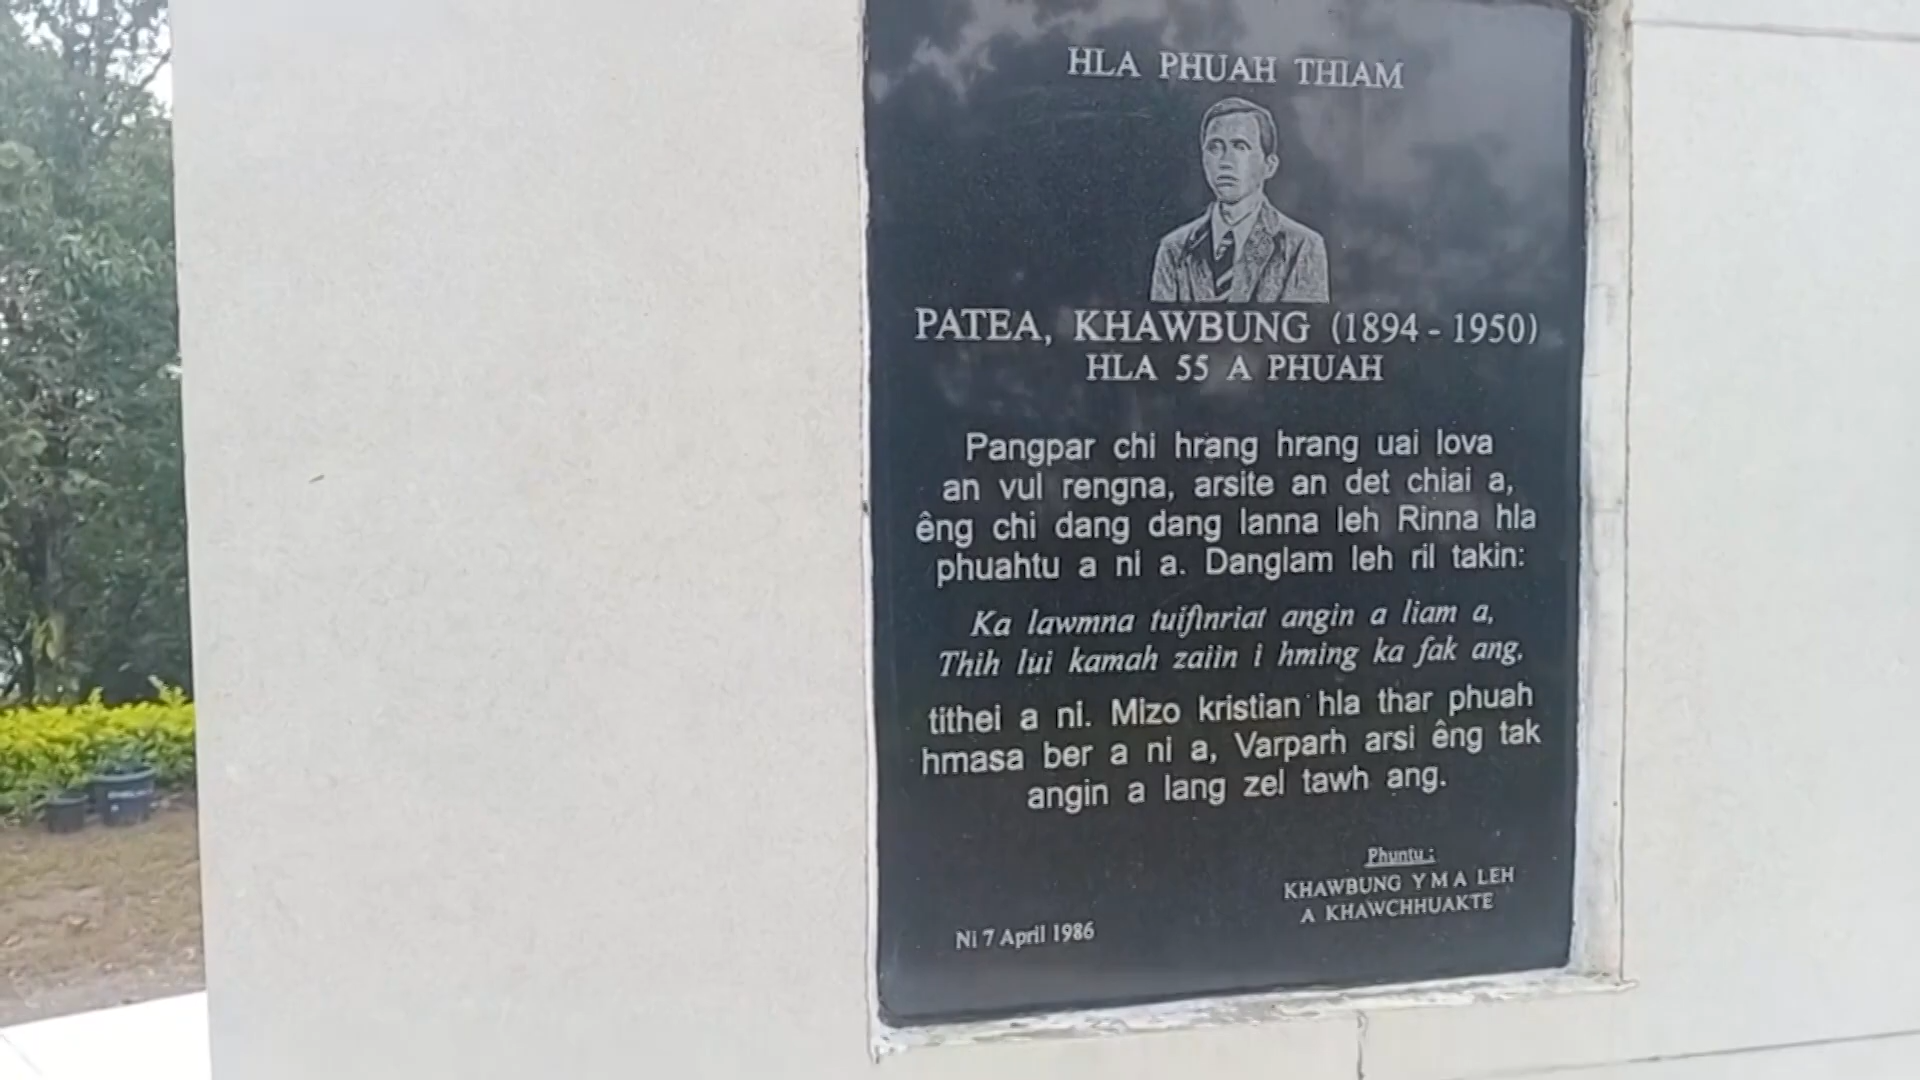 HLA PHUAH THIAM
PATEA, KHAWBUNG (1894 - 1950)
HLA 55 A PHUAH
Pangpar chi hrang hrang uai lova
an vul rengna, arsite an det chiai a,
êng chi dang dang lanna leh Rinna hla
phuahtu a ni a. Danglam leh ril takin:
Ka lawmna tuifinriat angin a liam a,
Thih lui kamah zaiin i hming ka fak ang,
tithei a ni. Mizo kristian hla thar phuah
hmasa ber a ni a, Varparh arsi êng tak
angin a lang zel tawh ang.
Phuntu :
KHAWBUNG Y M A LEH
A KHAWCHHUAKTE
Ni 7 April 1986